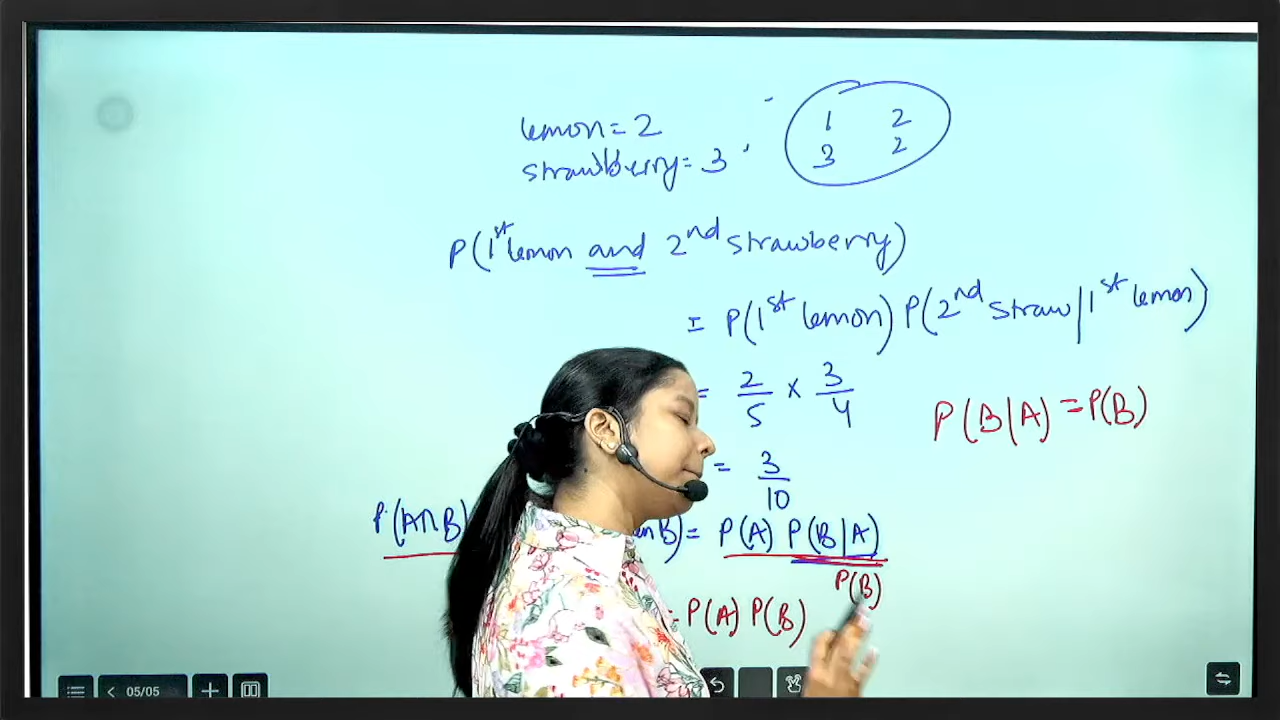 lemon = 2
strawberry = 3
1 2
3 2
P(1st lemon and 2nd strawberry)
= P(1st lemon) P(2nd straw | 1st lemon)
= 2/5 × 3/4
P(B|A) = P(B)
= 3/10
P(A∩B) ∩B) = P(A) P(B|A)
P(B)
= P(A) P(B)
05/05